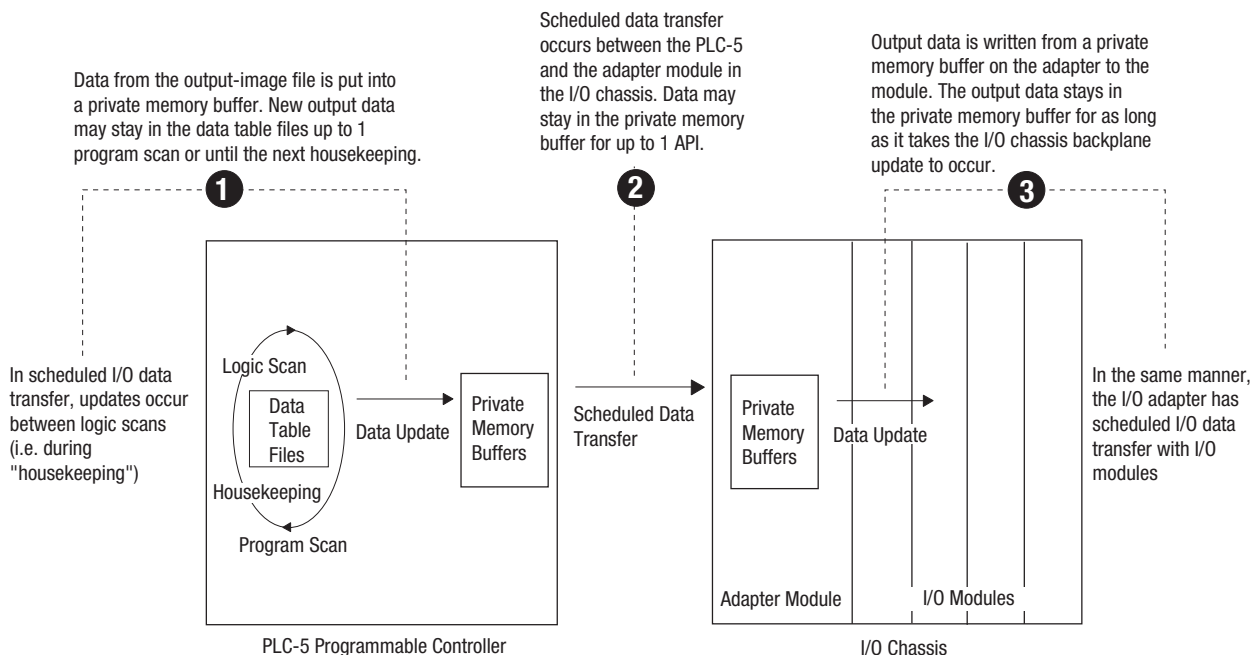 Data from the output-image file is put into
a private memory buffer. New output data
may stay in the data table files up to 1
program scan or until the next housekeeping.
1
Scheduled data transfer
occurs between the PLC-5
and the adapter module in
the I/O chassis. Data may
stay in the private memory
buffer for up to 1 API.
2
Output data is written from a private
memory buffer on the adapter to the
module. The output data stays in
the private memory buffer for as long
as it takes the I/O chassis backplane
update to occur.
3
In scheduled I/O data
transfer, updates occur
between logic scans
(i.e. during
"housekeeping")
Logic Scan
Data
Table
Files
Housekeeping
Program Scan
Data Update
Private
Memory
Buffers
PLC-5 Programmable Controller
Scheduled Data
Transfer
Private
Memory
Buffers
Data Update
Adapter Module
I/O Modules
I/O Chassis
In the same manner,
the I/O adapter has
scheduled I/O data
transfer with I/O
modules